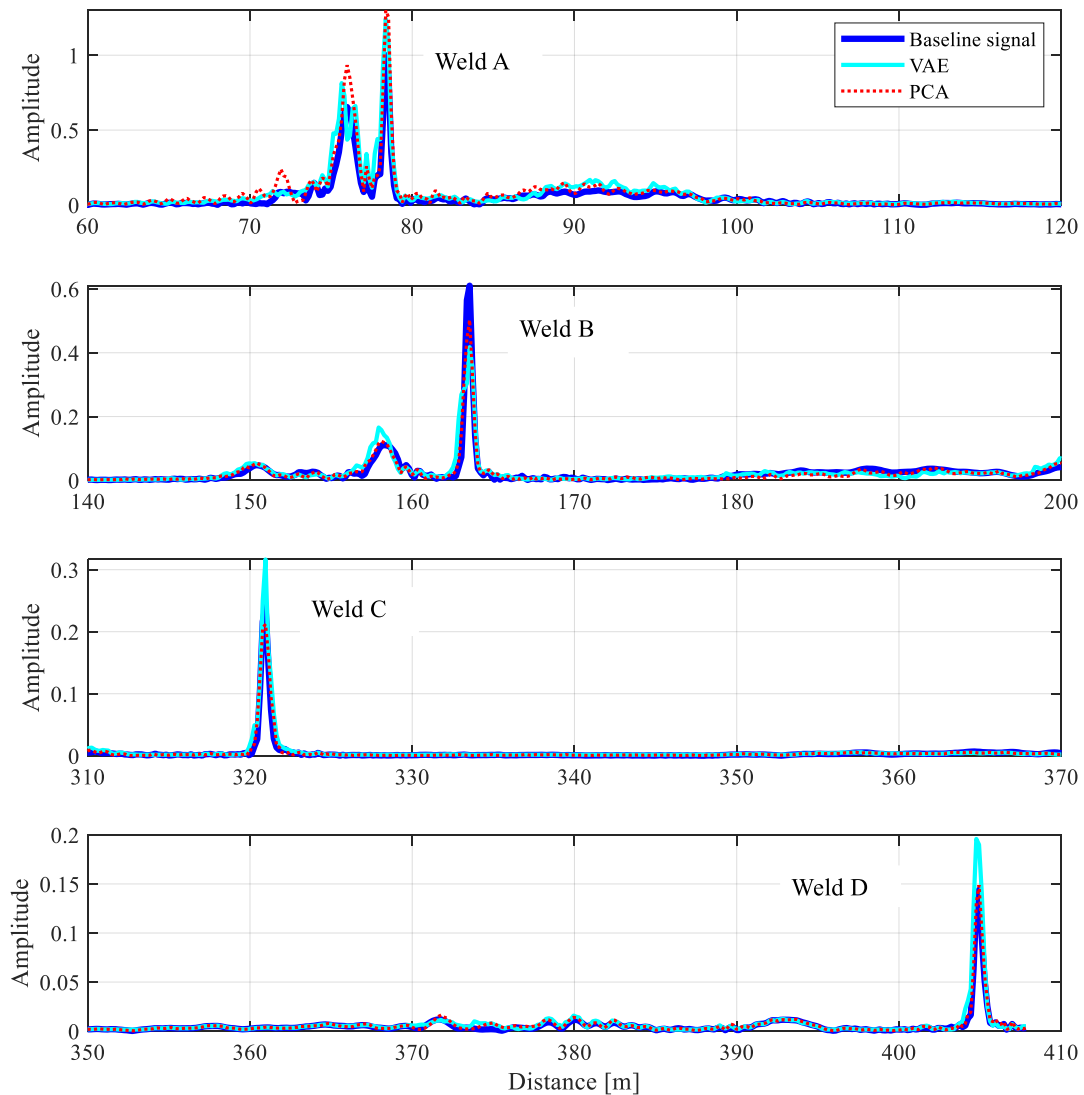 1
0.5
0
Amplitude
Weld A
Baseline signal
VAE
PCA
60 70 80 90 100 110 120
0.6
0.4
0.2
0
Amplitude
Weld B
140 150 160 170 180 190 200
0.3
0.2
0.1
0
Amplitude
Weld C
310 320 330 340 350 360 370
0.2
0.15
0.1
0.05
0
Amplitude
Weld D
350 360 370 380 390 400 410
Distance [m]